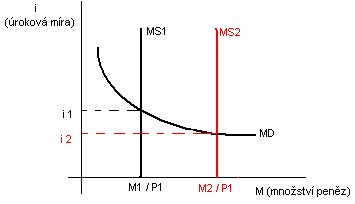 i
(úroková míra)
MS1
MS2
i 1
i 2
MD
M1 / P1
M2 / P1
M (množství peněz)